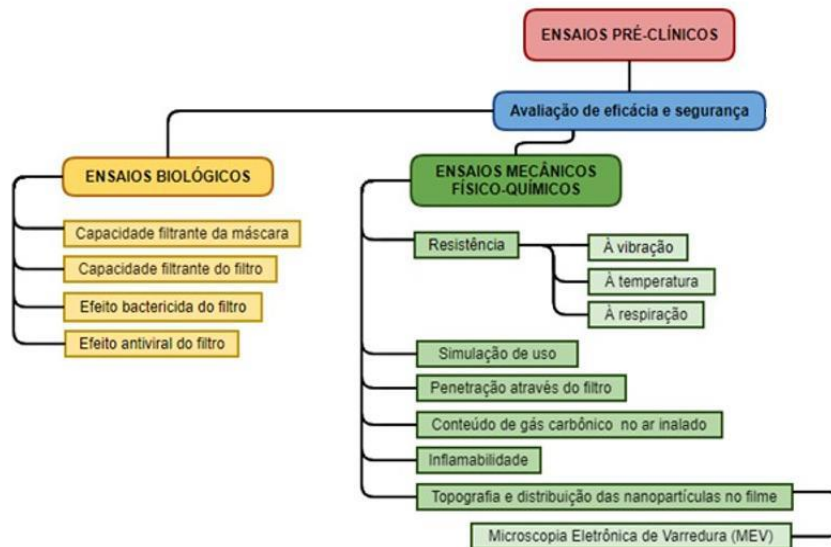 ENSAIOS PRÉ-CLÍNICOS
Avaliação de eficácia e segurança
ENSAIOS BIOLÓGICOS
Capacidade filtrante da máscara
Capacidade filtrante do filtro
Efeito bactericida do filtro
Efeito antiviral do filtro
ENSAIOS MECÂNICOS
FÍSICO-QUÍMICOS
Resistência
À vibração
À temperatura
À respiração
Simulação de uso
Penetração através do filtro
Conteúdo de gás carbônico no ar inalado
Inflamabilidade
Topografia e distribuição das nanopartículas no filme
Microscopia Eletrônica de Varredura (MEV)